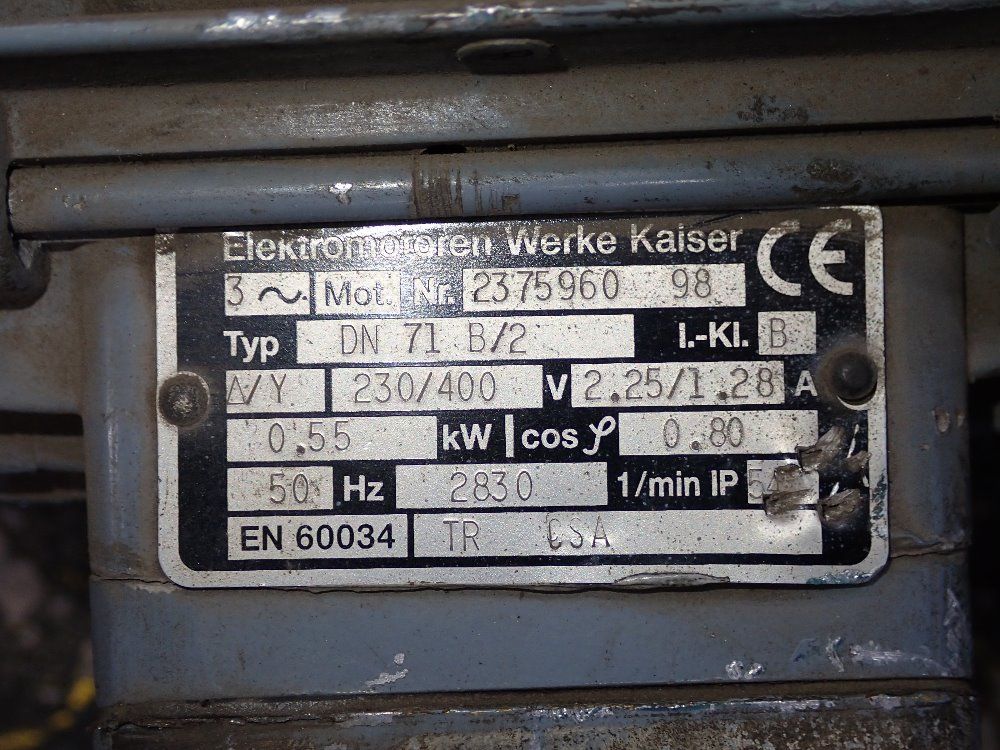 Elektromotoren Werke Kaiser CE
3 ~ Mot. Nr. 2375960 98
Typ DN 71 B/2 I.-Kl. B
Δ/Y 230/400 V 2.25/1.28 A
0.55 kW cos φ 0.80
50 Hz 2830 1/min IP 54
EN 60034 TR CSA